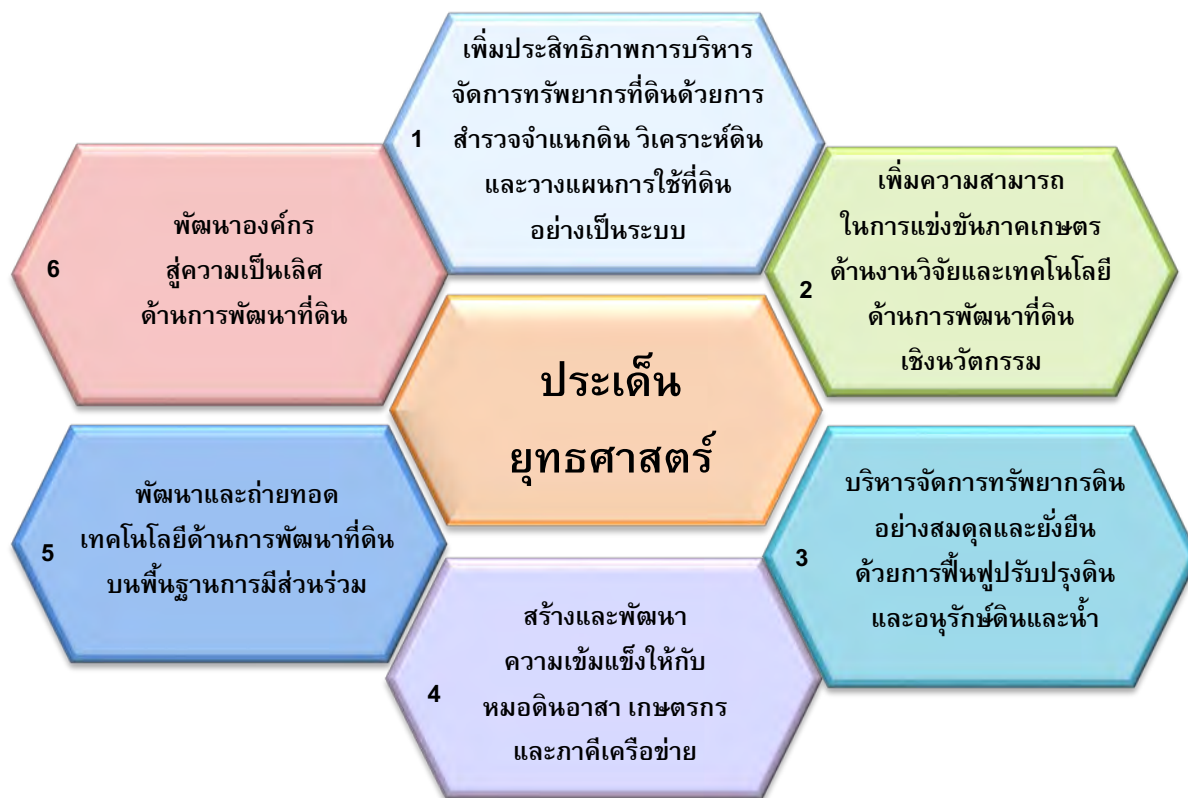 ประเด็น
ยุทธศาสตร์
1
เพิ่มประสิทธิภาพการบริหาร
จัดการทรัพยากรที่ดินด้วยการ
สำรวจจำแนกดิน วิเคราะห์ดิน
และวางแผนการใช้ที่ดิน
อย่างเป็นระบบ
2
เพิ่มความสามารถ
ในการแข่งขันภาคเกษตร
ด้านงานวิจัยและเทคโนโลยี
ด้านการพัฒนาที่ดิน
เชิงนวัตกรรม
3
บริหารจัดการทรัพยากรดิน
อย่างสมดุลและยั่งยืน
ด้วยการฟื้นฟูปรับปรุงดิน
และอนุรักษ์ดินและน้ำ
4
สร้างและพัฒนา
ความเข้มแข็งให้กับ
หมอดินอาสา เกษตรกร
และภาคีเครือข่าย
5
พัฒนาและถ่ายทอด
เทคโนโลยีด้านการพัฒนาที่ดิน
บนพื้นฐานการมีส่วนร่วม
6
พัฒนาองค์กร
สู่ความเป็นเลิศ
ด้านการพัฒนาที่ดิน